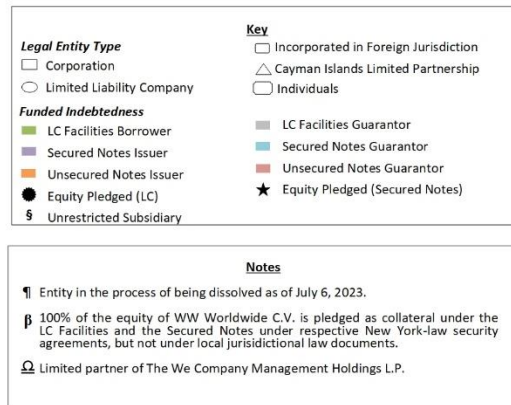 Key
Legal Entity Type
Incorporated in Foreign Jurisdiction
Corporation
Cayman Islands Limited Partnership
Limited Liability Company
Individuals
Funded Indebtedness
LC Facilities Borrower
LC Facilities Guarantor
Secured Notes Issuer
Secured Notes Guarantor
Unsecured Notes Issuer
Unsecured Notes Guarantor
Equity Pledged (LC)
Equity Pledged (Secured Notes)
§ Unrestricted Subsidiary
Notes
¶ Entity in the process of being dissolved as of July 6, 2023.
β 100% of the equity of WW Worldwide C.V. is pledged as collateral under the
LC Facilities and the Secured Notes under respective New York-law security
agreements, but not under local jurisdictional law documents.
♎ Limited partner of The We Company Management Holdings L.P.